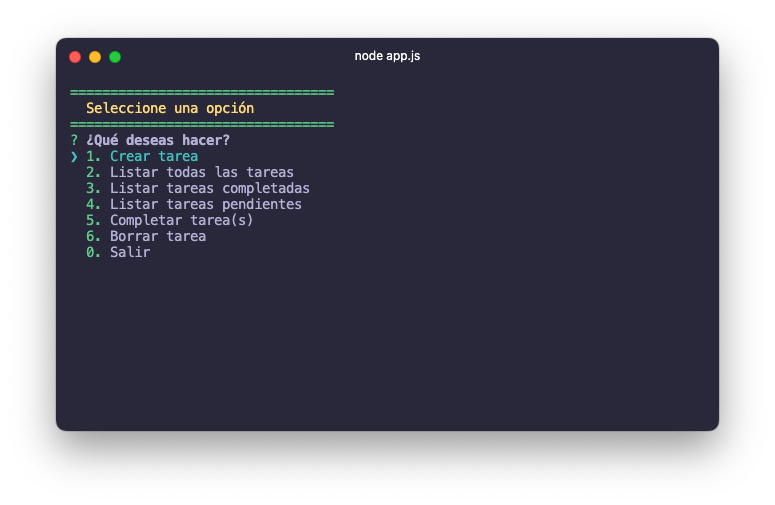 node app.js
=================================
Seleccione una opción
=================================
? ¿Qué deseas hacer?
❯ 1. Crear tarea
2. Listar todas las tareas
3. Listar tareas completadas
4. Listar tareas pendientes
5. Completar tarea(s)
6. Borrar tarea
0. Salir